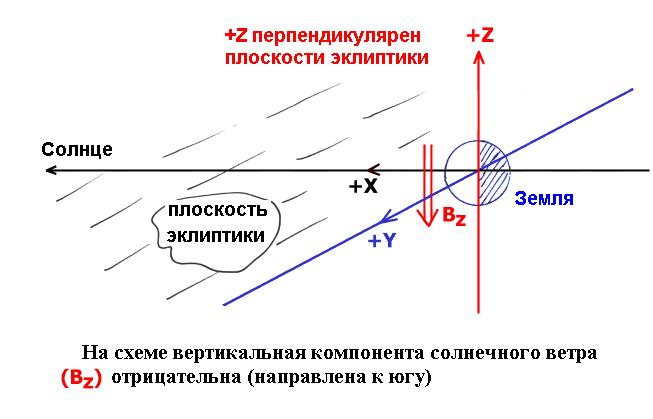 +Z перпендикулярен
плоскости эклиптики
+Z
Солнце
+X
плоскость
эклиптики
Земля
BZ
+Y
На схеме вертикальная компонента солнечного ветра
(BZ) отрицательна (направлена к югу)